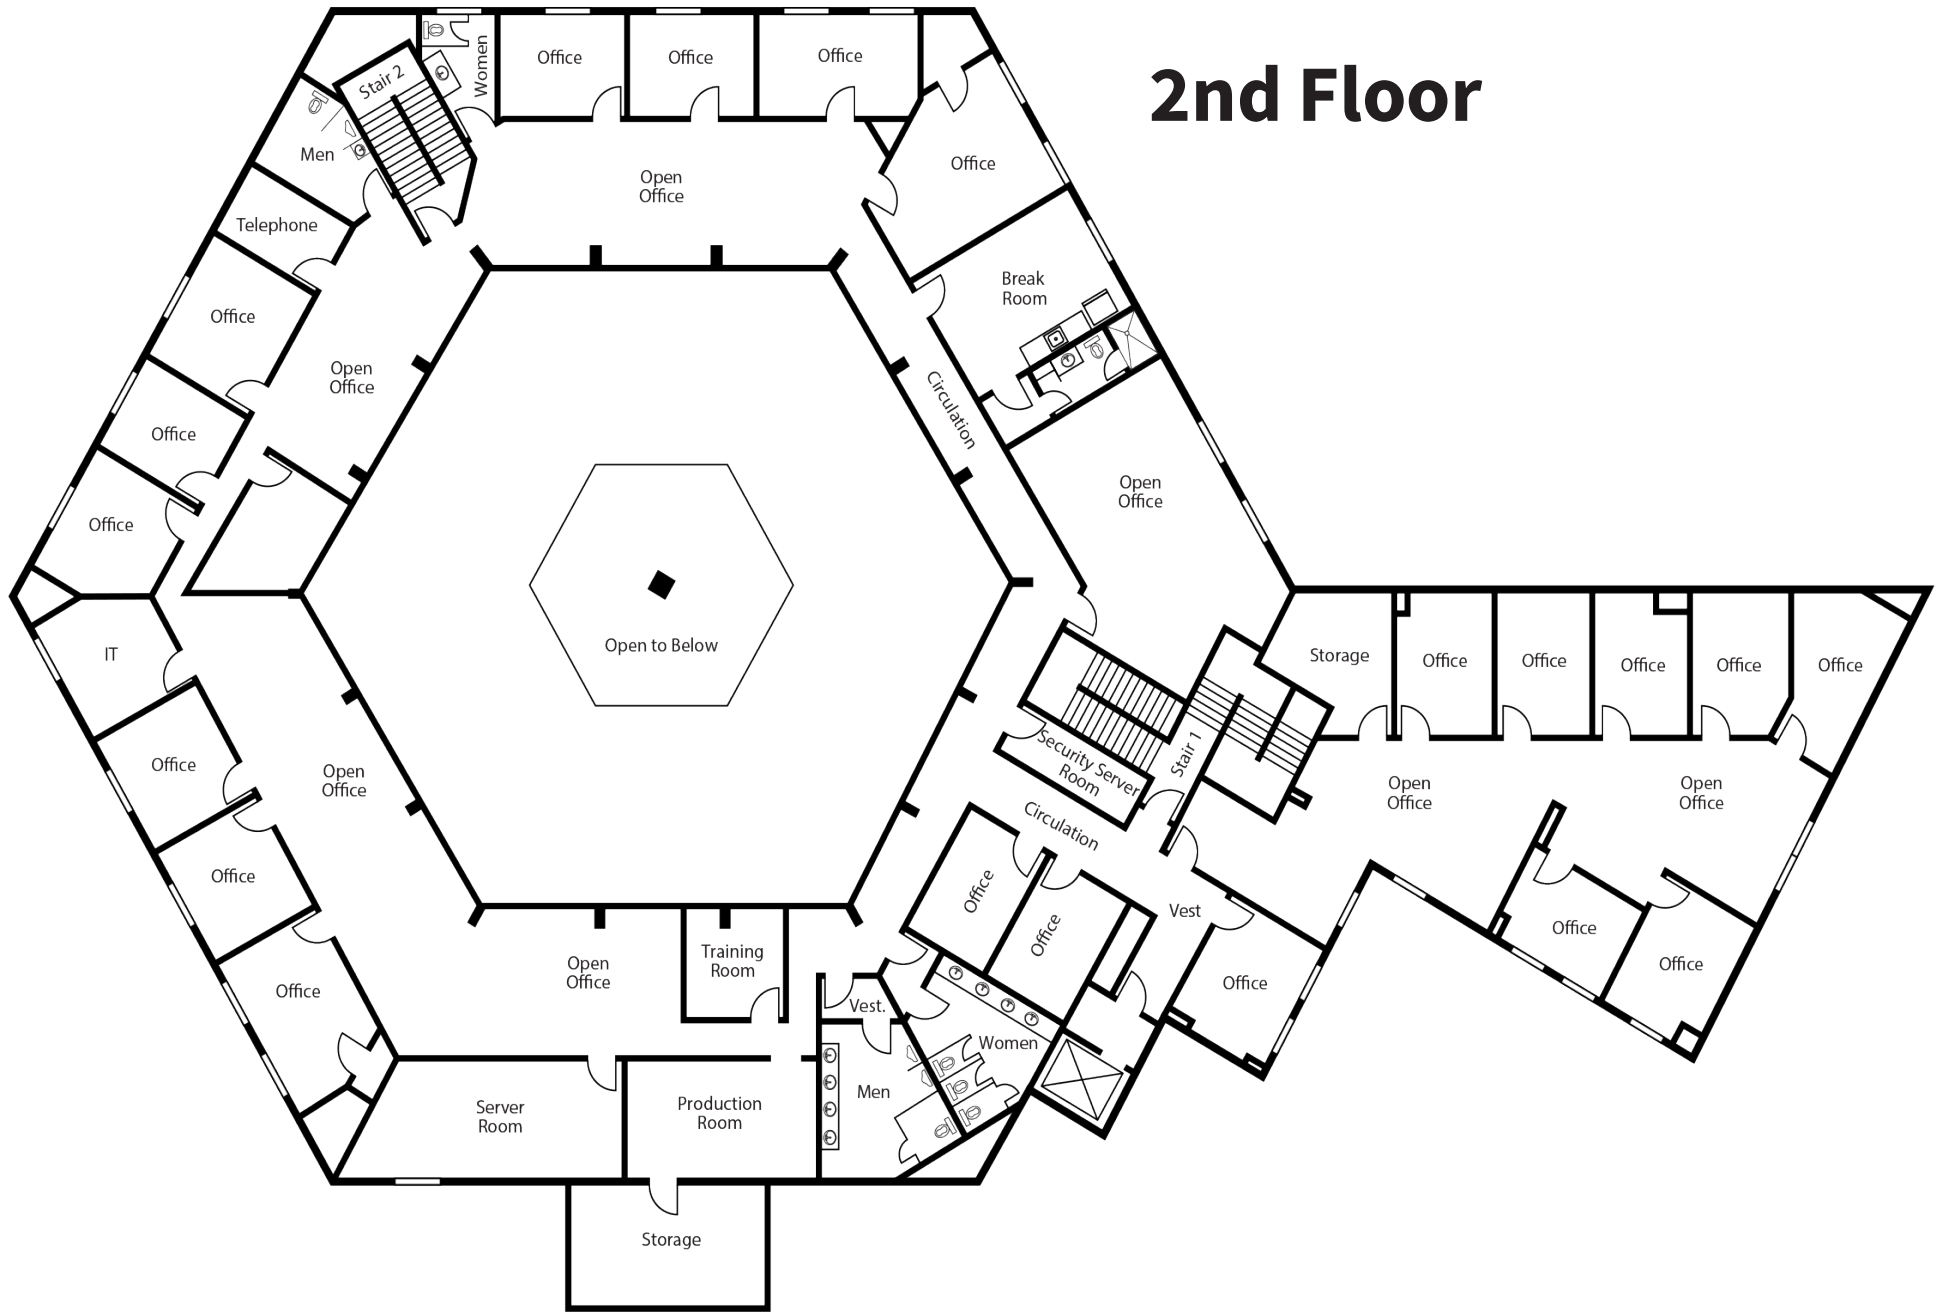 2nd Floor
Stair 2
Women
Office
Office
Office
Men
Open
Office
Office
Telephone
Break
Room
Office
Open
Office
Circulation
Office
Open
Office
Office
Open to Below
IT
Storage
Office
Office
Office
Office
Office
Security Server
Room
Stair 1
Office
Open
Office
Open
Office
Open
Office
Circulation
Office
Office
Office
Vest
Office
Training
Room
Open
Office
Office
Office
Office
Vest.
Women
Men
Server
Room
Production
Room
Storage